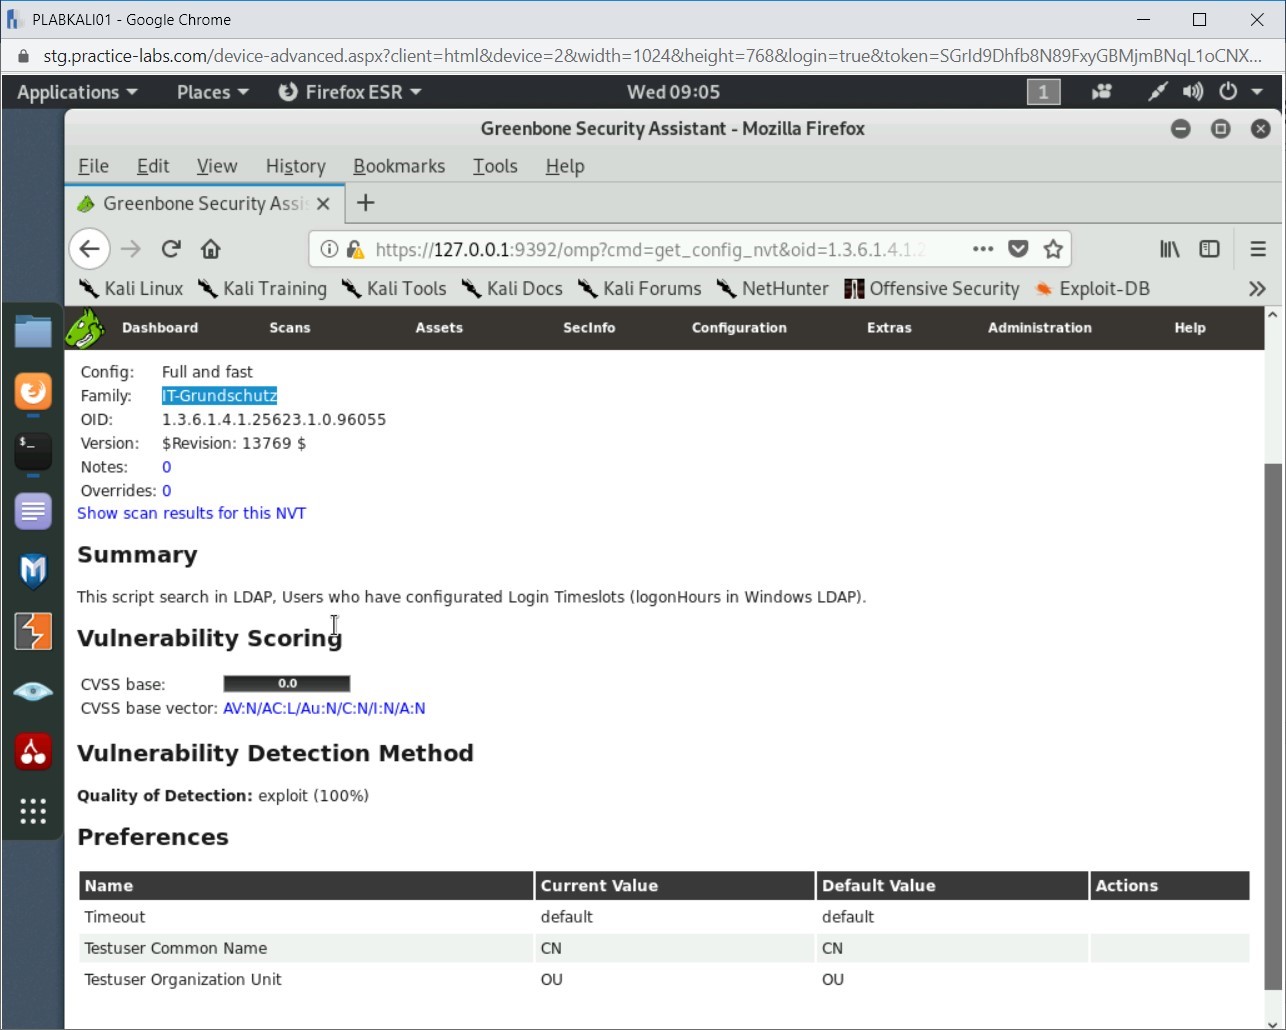 PLABKALI01 - Google Chrome
stg.practice-labs.com/device-advanced.aspx?client=html&device=2&width=1024&height=768&login=true&token=SGrId9Dhfb8N89FxyGBMjmBNqL1oCNX...
Applications Places Firefox ESR Wed 09:05 1
Greenbone Security Assistant - Mozilla Firefox
File Edit View History Bookmarks Tools Help
Greenbone Security Assis
https://127.0.0.1:9392/omp?cmd=get_config_nvt&oid=1.3.6.1.4.1.2
Kali Linux Kali Training Kali Tools Kali Docs Kali Forums NetHunter Offensive Security Exploit-DB
Dashboard Scans Assets SecInfo Configuration Extras Administration Help
Config: Full and fast
Family: IT-Grundschutz
OID: 1.3.6.1.4.1.25623.1.0.96055
Version: $Revision: 13769 $
Notes: 0
Overrides: 0
Show scan results for this NVT
Summary
This script search in LDAP, Users who have configurated Login Timeslots (logonHours in Windows LDAP).
Vulnerability Scoring
CVSS base: 0.0
CVSS base vector: AV:N/AC:L/Au:N/C:N/I:N/A:N
Vulnerability Detection Method
Quality of Detection: exploit (100%)
Preferences
Name Current Value Default Value Actions
Timeout default default
Testuser Common Name CN CN
Testuser Organization Unit OU OU